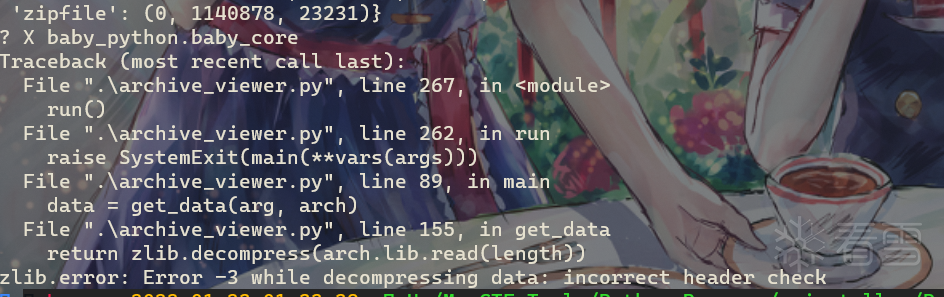 'zipfile': (0, 1140878, 23231)}
? X baby_python.baby_core
Traceback (most recent call last):
  File ".\archive_viewer.py", line 267, in <module>
    run()
  File ".\archive_viewer.py", line 262, in run
    raise SystemExit(main(**vars(args)))
  File ".\archive_viewer.py", line 89, in main
    data = get_data(arg, arch)
  File ".\archive_viewer.py", line 155, in get_data
    return zlib.decompress(arch.lib.read(length))
zlib.error: Error -3 while decompressing data: incorrect header check